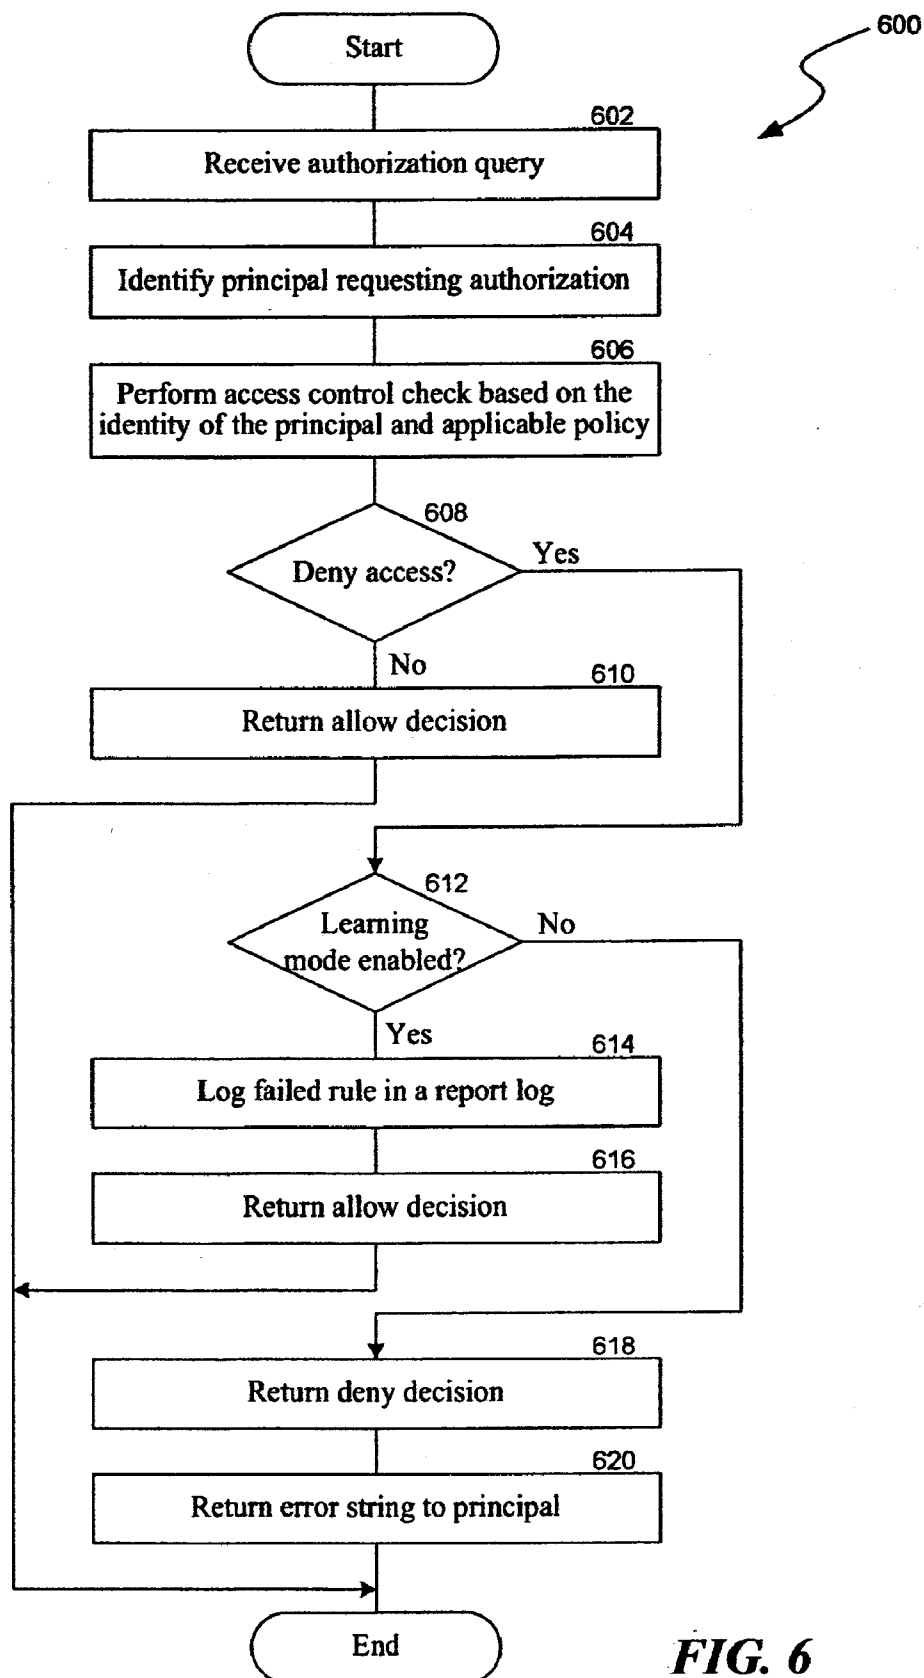 Start
600
602
Receive authorization query
604
Identify principal requesting authorization
606
Perform access control check based on the
identity of the principal and applicable policy
608
Deny access?
Yes
No
610
Return allow decision
612
Learning
mode enabled?
No
Yes
614
Log failed rule in a report log
616
Return allow decision
618
Return deny decision
620
Return error string to principal
End
FIG. 6